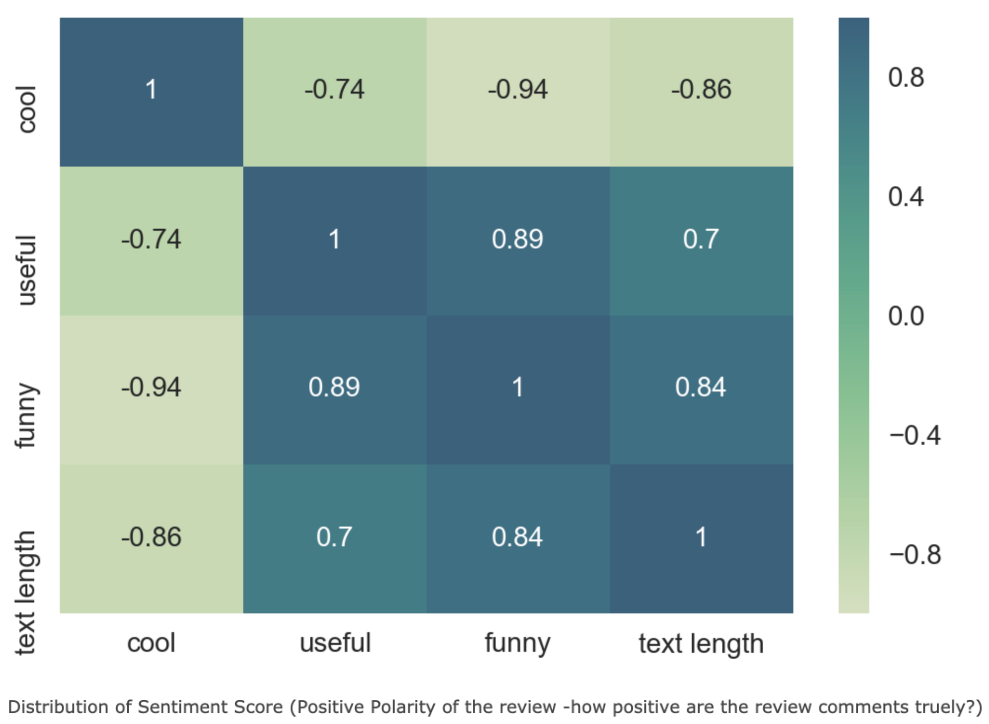 cool 1 -0.74 -0.94 -0.86
useful -0.74 1 0.89 0.7
funny -0.94 0.89 1 0.84
text length -0.86 0.7 0.84 1
cool useful funny text length
0.8
0.4
0.0
−0.4
−0.8
Distribution of Sentiment Score (Positive Polarity of the review -how positive are the review comments truely?)